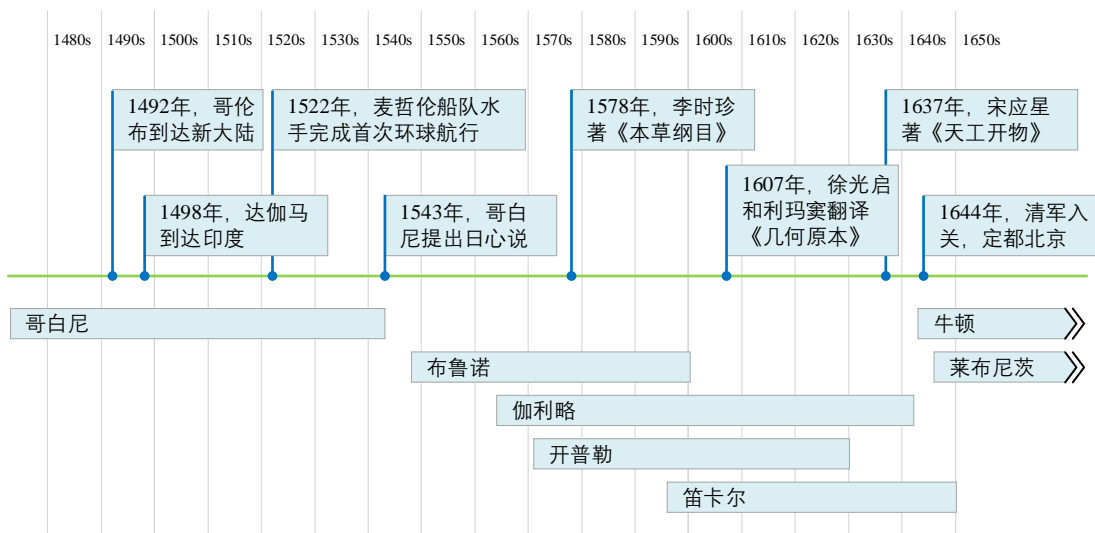 1480s 1490s 1500s 1510s 1520s 1530s 1540s 1550s 1560s 1570s 1580s 1590s 1600s 1610s 1620s 1630s 1640s 1650s
1492年，哥伦
布到达新大陆
1522年，麦哲伦船队水
手完成首次环球航行
1578年，李时珍
著《本草纲目》
1637年，宋应星
著《天工开物》
1498年，达伽马
到达印度
1543年，哥白
尼提出日心说
1607年，徐光启
和利玛窦翻译
《几何原本》
1644年，清军入
关，定都北京
哥白尼
牛顿
布鲁诺
莱布尼茨
伽利略
开普勒
笛卡尔